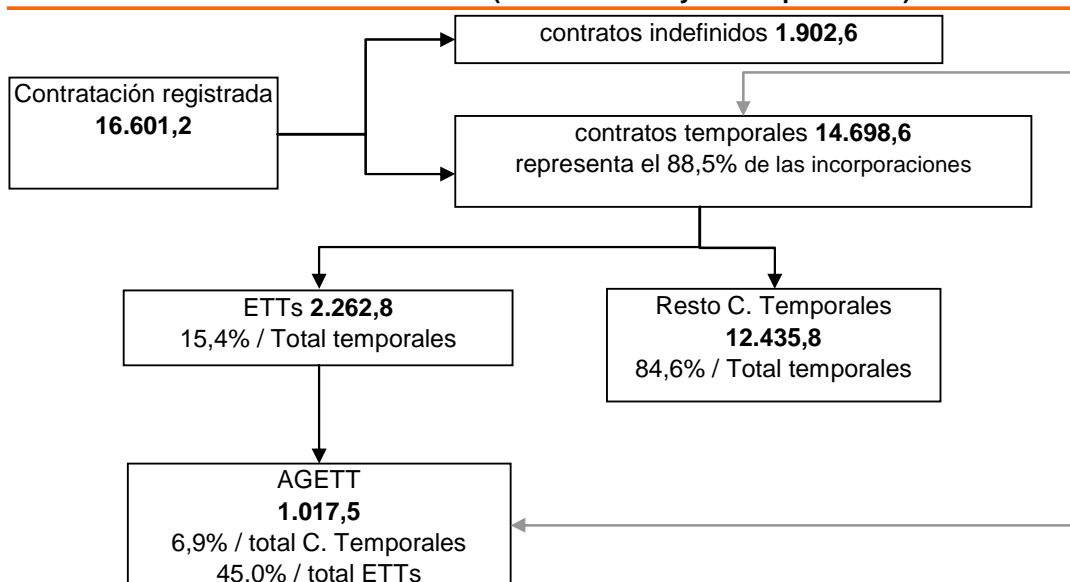 contratos indefinidos 1.902,6
Contratación registrada
16.601,2
contratos temporales 14.698,6
representa el 88,5% de las incorporaciones
ETTs 2.262,8
15,4% / Total temporales
Resto C. Temporales
12.435,8
84,6% / Total temporales
AGETT
1.017,5
6,9% / total C. Temporales
45,0% / total ETTs